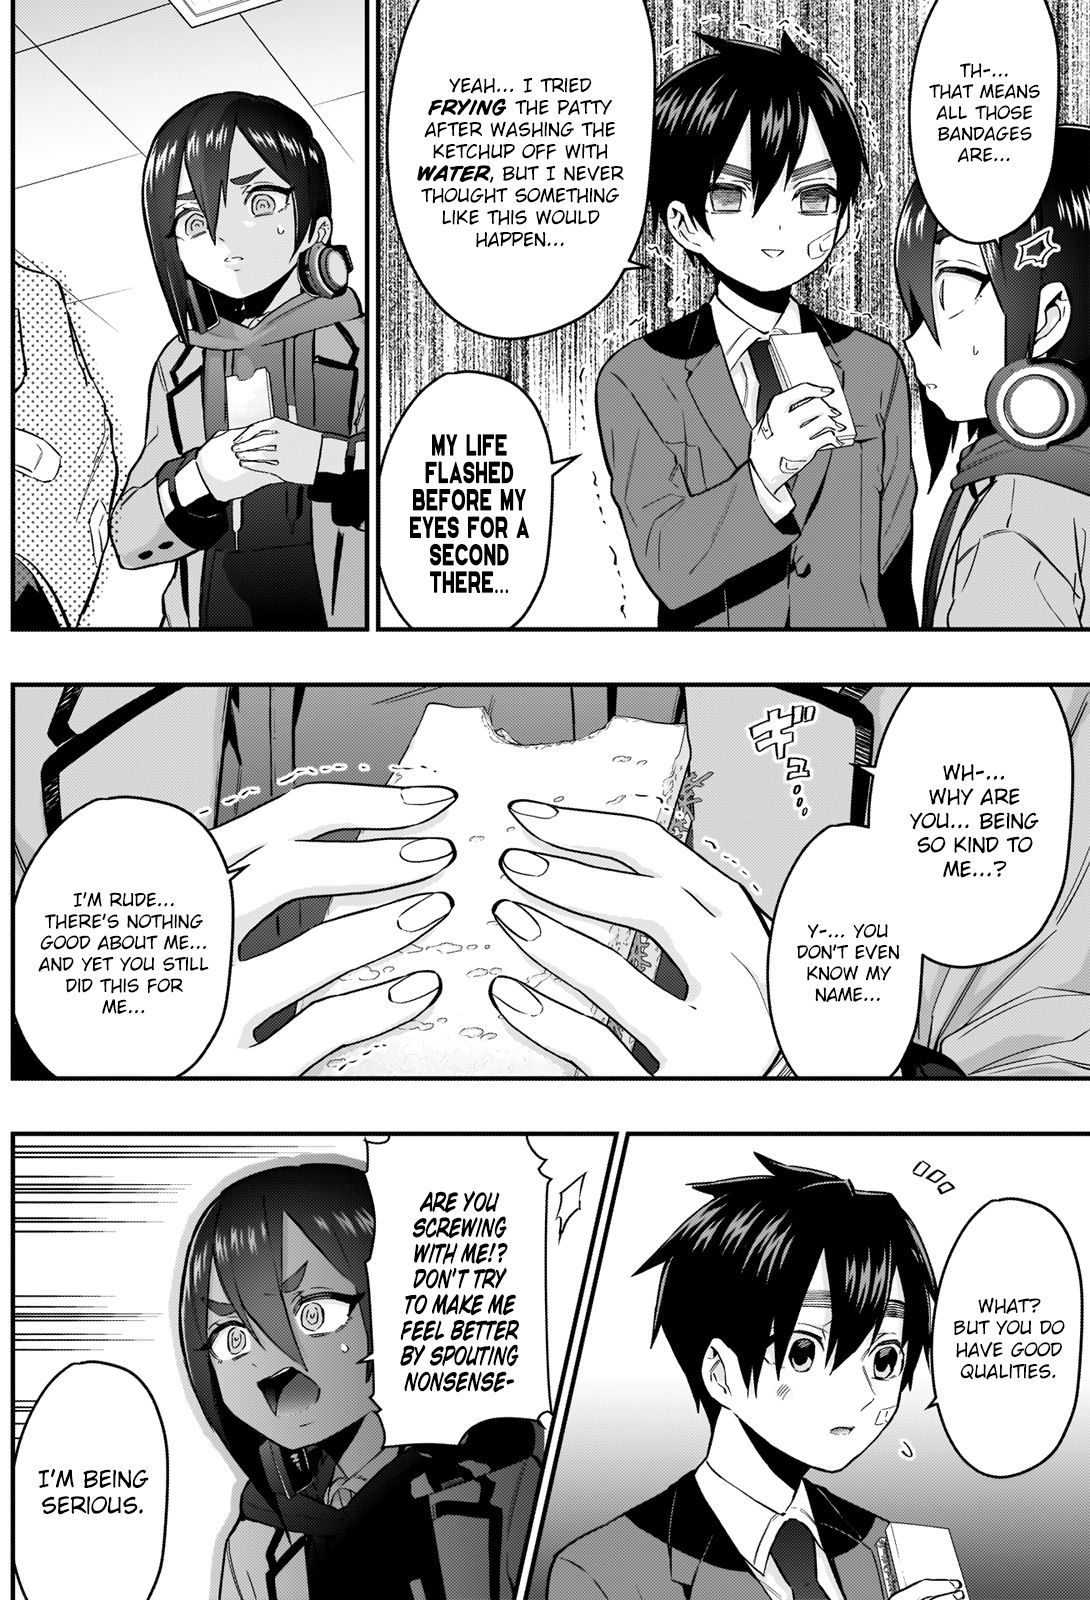 TH-...
THAT MEANS
ALL THOSE
BANDAGES
ARE...
YEAH... I TRIED
FRYING THE PATTY
AFTER WASHING THE
KETCHUP OFF WITH
WATER, BUT I NEVER
THOUGHT SOMETHING
LIKE THIS WOULD
HAPPEN...
MY LIFE
FLASHED
BEFORE MY
EYES FOR A
SECOND
THERE...
WH-...
WHY ARE
YOU... BEING
SO KIND TO
ME...?
Y-... YOU
DON'T EVEN
KNOW MY
NAME...
ギュ...
I'M RUDE...
THERE'S NOTHING
GOOD ABOUT ME...
AND YET YOU STILL
DID THIS FOR
ME...
WHAT?
BUT YOU DO
HAVE GOOD
QUALITIES.
ARE YOU
SCREWING
WITH ME!?
DON'T TRY
TO MAKE ME
FEEL BETTER
BY SPOUTING
NONSENSE-
I'M BEING
SERIOUS.